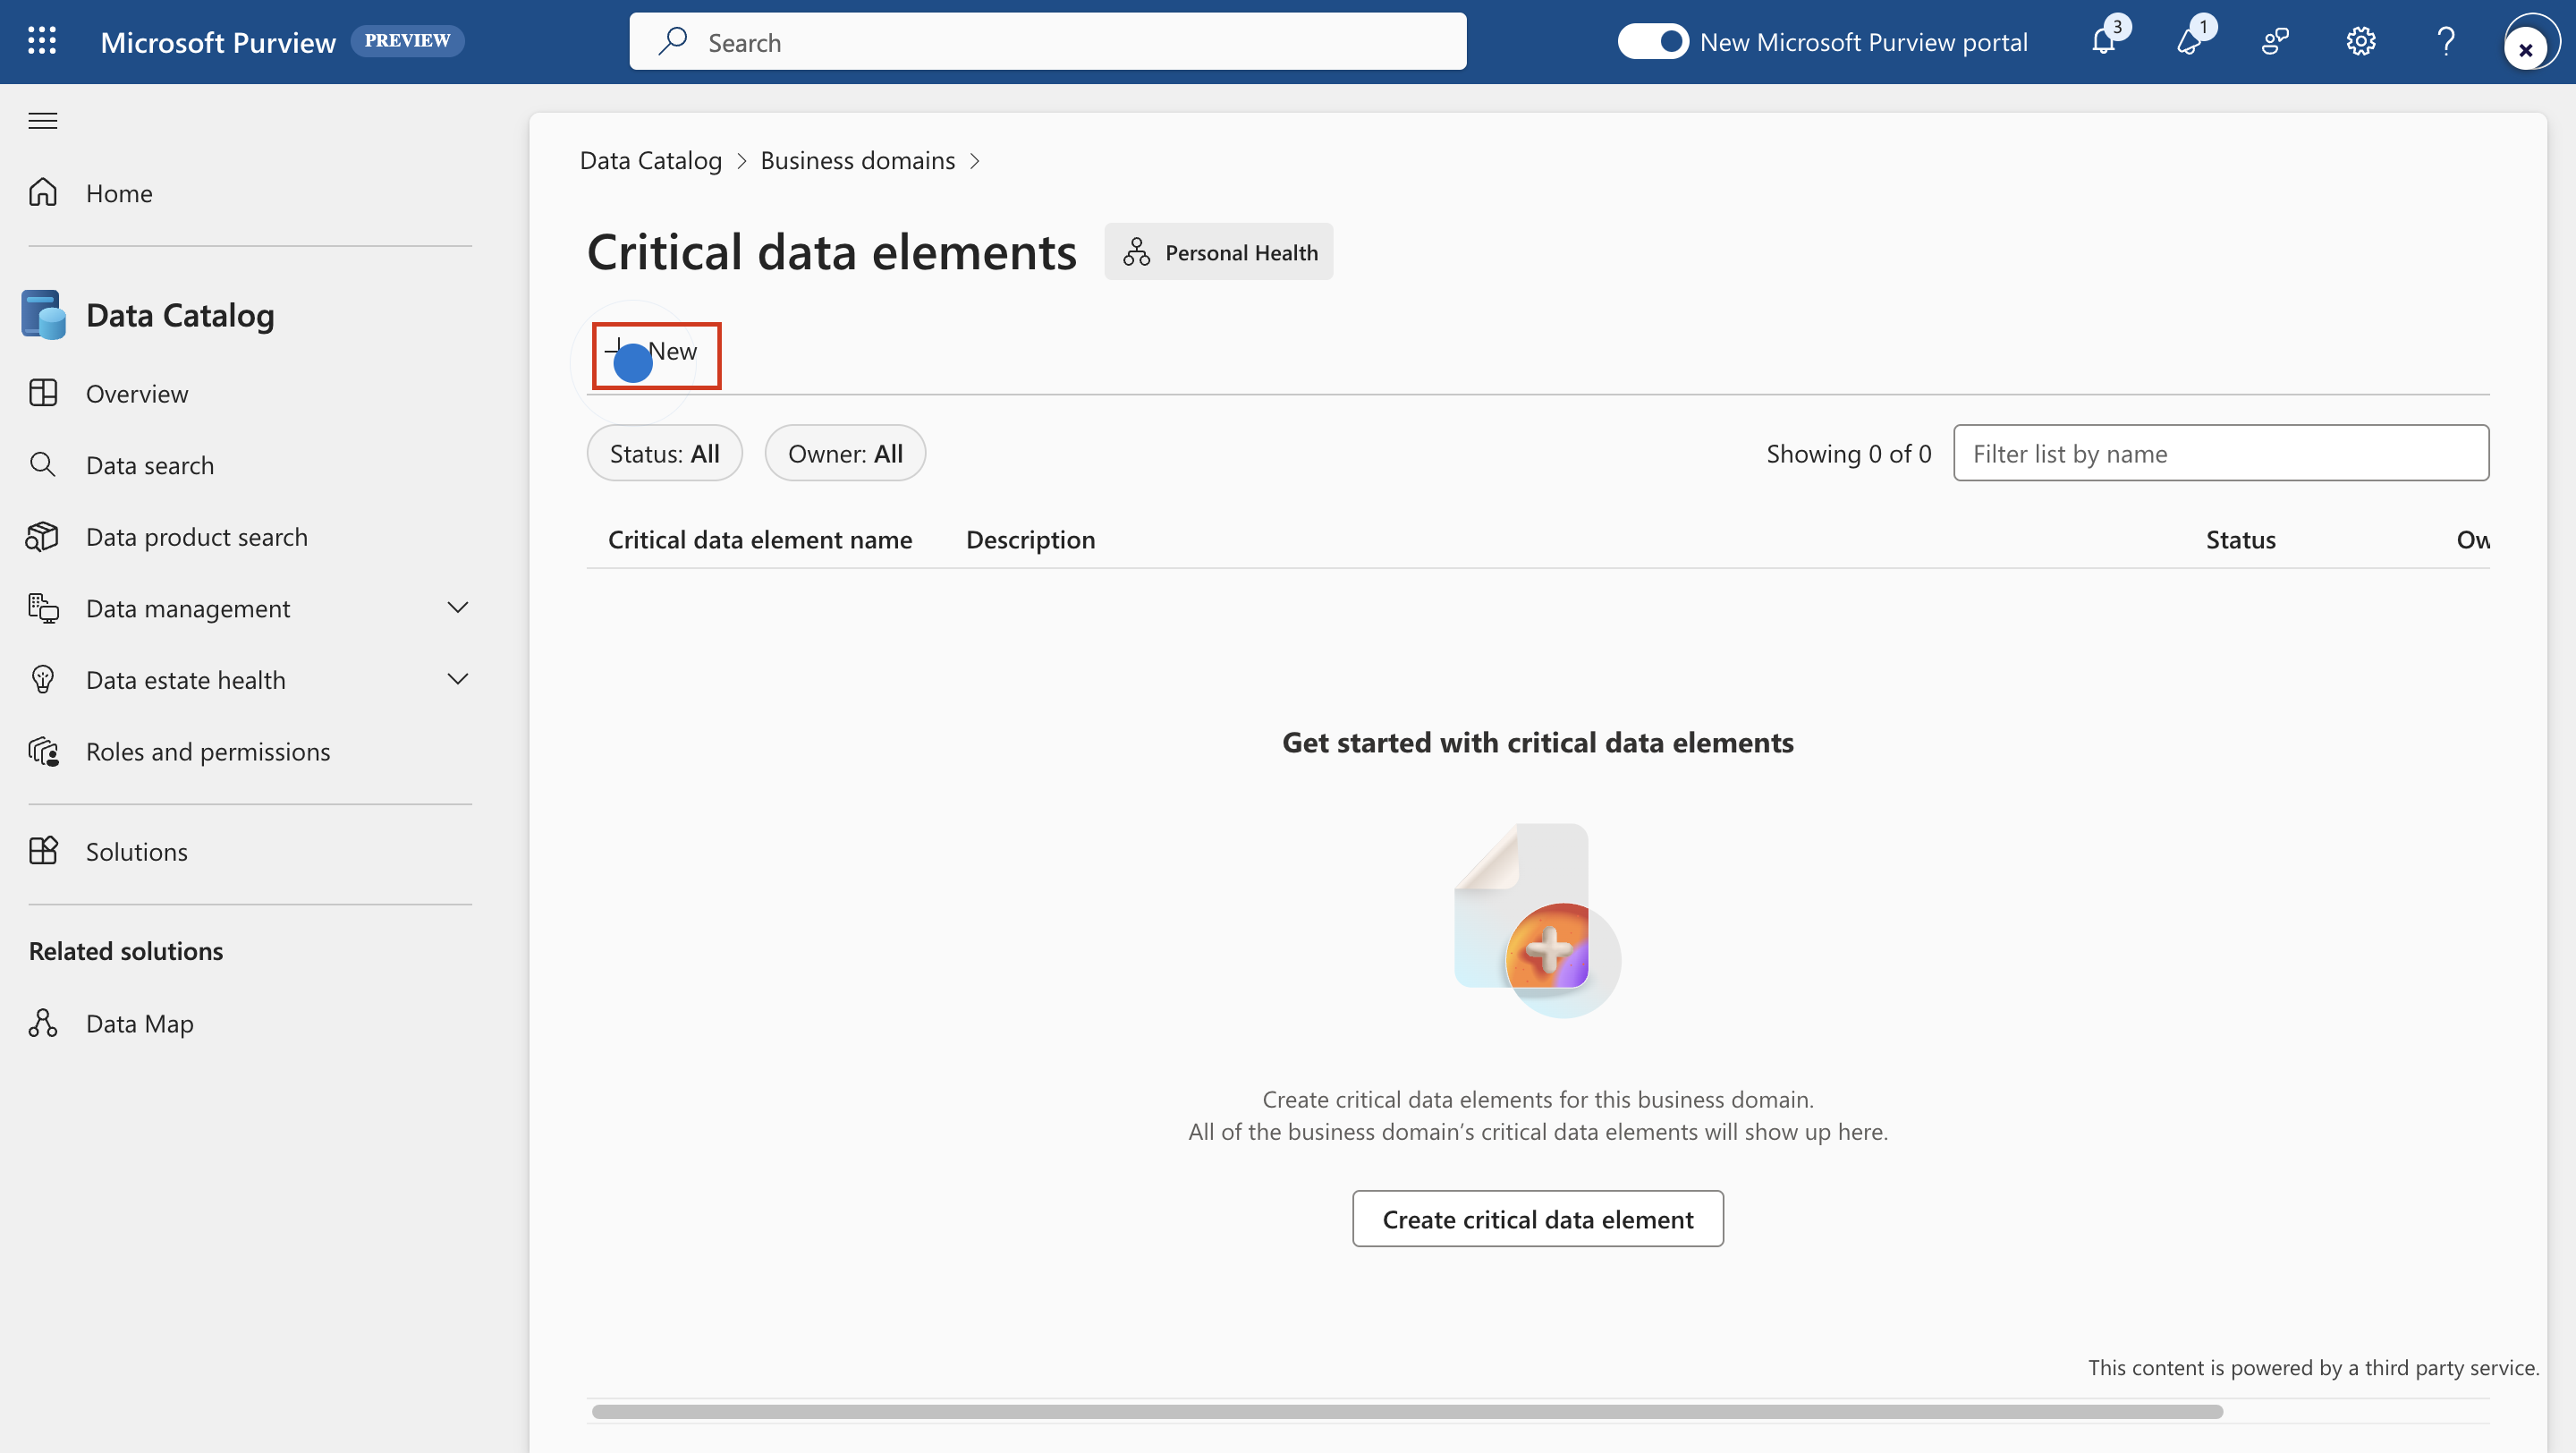 Microsoft Purview PREVIEW
Search
New Microsoft Purview portal
3
1
Home
Data Catalog
Overview
Data search
Data product search
Data management
Data estate health
Roles and permissions
Solutions
Related solutions
Data Map
Data Catalog > Business domains >
Critical data elements
Personal Health
New
Status: All
Owner: All
Showing 0 of 0
Filter list by name
Critical data element name
Description
Status
Ow
Get started with critical data elements
Create critical data elements for this business domain.
All of the business domain’s critical data elements will show up here.
Create critical data element
This content is powered by a third party service.